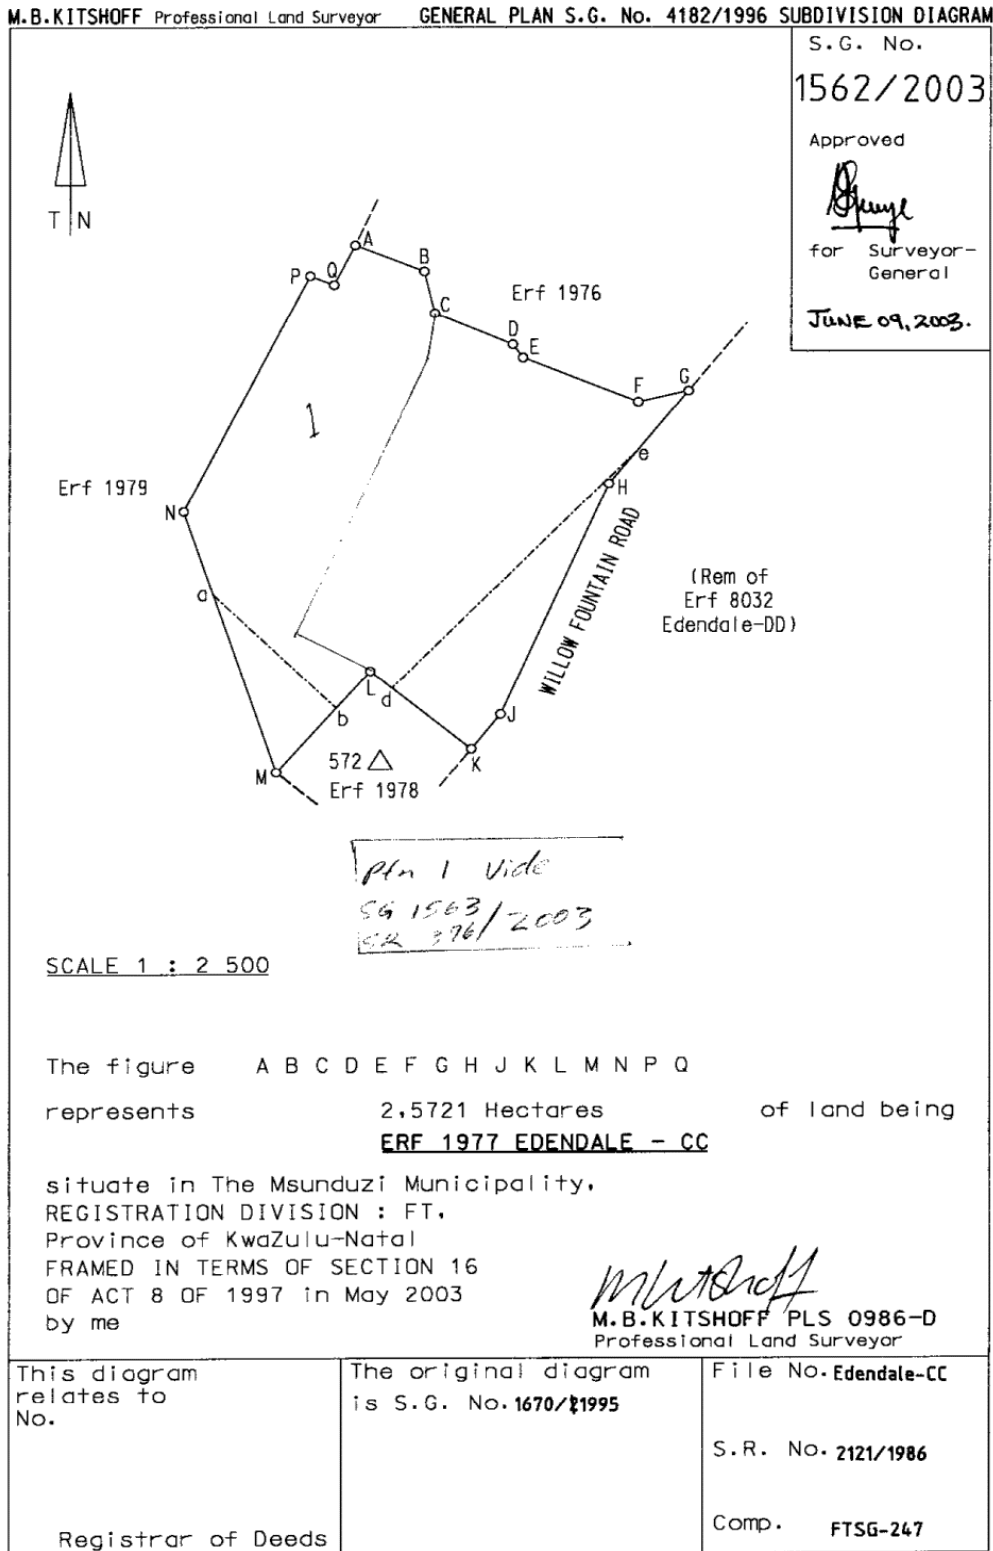 M.B.KITSHOFF Professional Land Surveyor GENERAL PLAN S.G. No. 4182/1996 SUBDIVISION DIAGRAM
S.G. No.
1562/2003
Approved
for Surveyor-
General
JUNE 09, 2003.
T N
A
B
P Q
C
Erf 1976
D
E
F
G
1
e
H
Erf 1979
N
WILLOW FOUNTAIN ROAD
(Rem of
Erf 8032
Edendale-DD)
a
L
d
b
J
K
M
572
Erf 1978
Ptn 1 Vide
SG 1563/2003
SR 396/
SCALE 1 : 2 500
The figure A B C D E F G H J K L M N P Q
represents 2,5721 Hectares of land being
ERF 1977 EDENDALE - CC
situate in The Msunduzi Municipality,
REGISTRATION DIVISION : FT,
Province of KwaZulu-Natal
FRAMED IN TERMS OF SECTION 16
OF ACT 8 OF 1997 in May 2003
by me
M.B.KITSHOFF PLS 0986-D
Professional Land Surveyor
This diagram
relates to
No.
Registrar of Deeds
The original diagram
is S.G. No. 1670/1995
File No. Edendale-CC
S.R. No. 2121/1986
Comp. FTSG-247